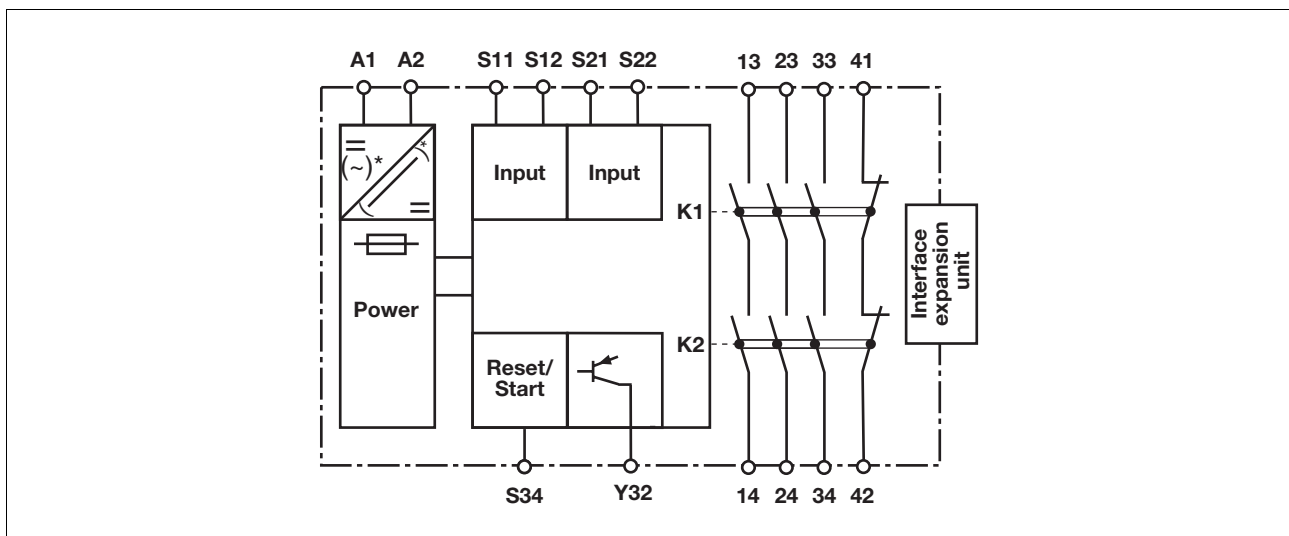 A1 A2 S11 S12 S21 S22 13 23 33 41
= (~)* * =
Input Input
K1
Interface
expansion
unit
Power
K2
Reset/
Start
S34 Y32 14 24 34 42